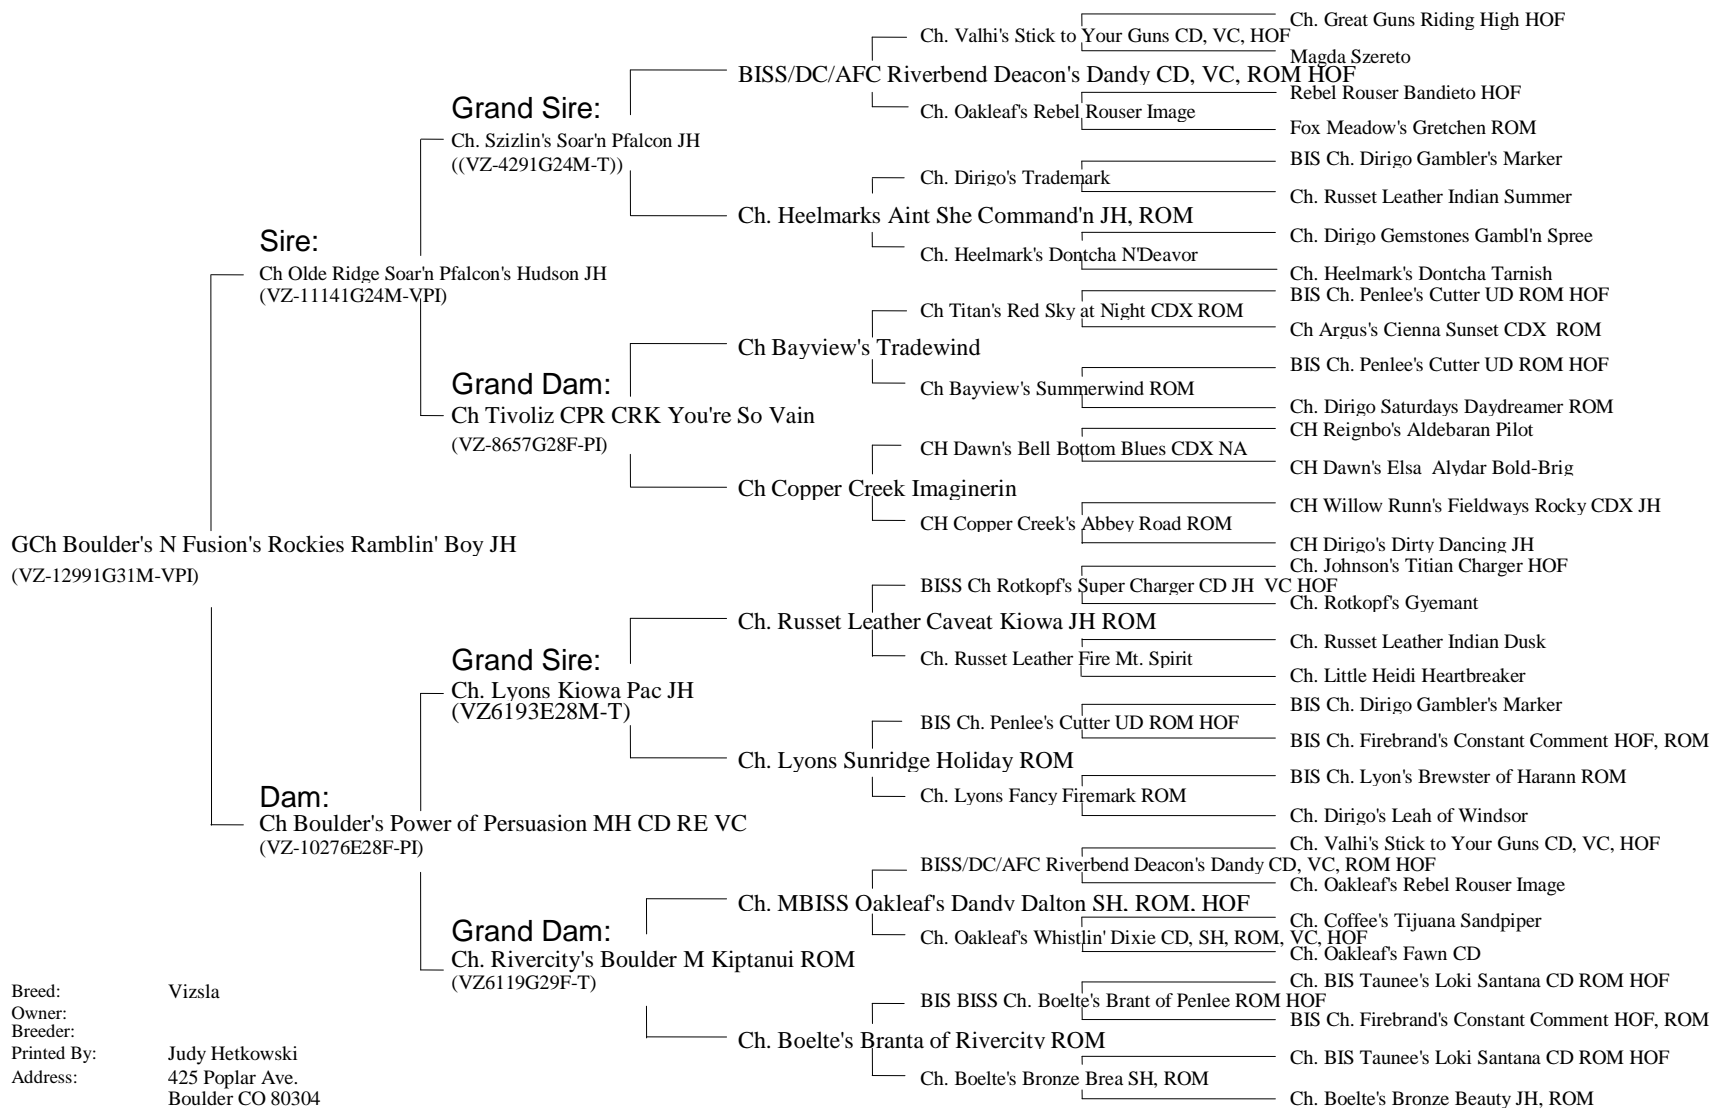 Ch. Great Guns Riding High HOF
Ch. Valhi's Stick to Your Guns CD, VC, HOF
Magda Szereto
BISS/DC/AFC Riverbend Deacon's Dandy CD, VC, ROM HOF
Rebel Rouser Bandieto HOF
Grand Sire:
Ch. Oakleaf's Rebel Rouser Image
Fox Meadow's Gretchen ROM
Ch. Szizlin's Soar'n Pfalcon JH
((VZ-4291G24M-T))
BIS Ch. Dirigo Gambler's Marker
Ch. Dirigo's Trademark
Ch. Russet Leather Indian Summer
Ch. Heelmarks Aint She Command'n JH, ROM
Ch. Dirigo Gemstones Gambl'n Spree
Sire:
Ch. Heelmark's Dontcha N'Deavor
Ch Olde Ridge Soar'n Pfalcon's Hudson JH
Ch. Heelmark's Dontcha Tarnish
(VZ-11141G24M-VPI)
BIS Ch. Penlee's Cutter UD ROM HOF
Ch Titan's Red Sky at Night CDX ROM
Ch Argus's Cienna Sunset CDX  ROM
Ch Bayview's Tradewind
BIS Ch. Penlee's Cutter UD ROM HOF
Grand Dam:
Ch Bayview's Summerwind ROM
Ch. Dirigo Saturdays Daydreamer ROM
Ch Tivoliz CPR CRK You're So Vain
CH Reignbo's Aldebaran Pilot
(VZ-8657G28F-PI)
CH Dawn's Bell Bottom Blues CDX NA
CH Dawn's Elsa  Alydar Bold-Brig
Ch Copper Creek Imaginerin
CH Willow Runn's Fieldways Rocky CDX JH
CH Copper Creek's Abbey Road ROM
GCh Boulder's N Fusion's Rockies Ramblin' Boy JH
CH Dirigo's Dirty Dancing JH
(VZ-12991G31M-VPI)
Ch. Johnson's Titian Charger HOF
BISS Ch Rotkopf's Super Charger CD JH  VC HOF
Ch. Rotkopf's Gyemant
Ch. Russet Leather Caveat Kiowa JH ROM
Ch. Russet Leather Indian Dusk
Grand Sire:
Ch. Russet Leather Fire Mt. Spirit
Ch. Little Heidi Heartbreaker
Ch. Lyons Kiowa Pac JH
(VZ6193E28M-T)
BIS Ch. Dirigo Gambler's Marker
BIS Ch. Penlee's Cutter UD ROM HOF
BIS Ch. Firebrand's Constant Comment HOF, ROM
Ch. Lyons Sunridge Holiday ROM
BIS Ch. Lyon's Brewster of Harann ROM
Dam:
Ch. Lyons Fancy Firemark ROM
Ch. Dirigo's Leah of Windsor
Ch Boulder's Power of Persuasion MH CD RE VC
(VZ-10276E28F-PI)
Ch. Valhi's Stick to Your Guns CD, VC, HOF
BISS/DC/AFC Riverbend Deacon's Dandy CD, VC, ROM HOF
Ch. Oakleaf's Rebel Rouser Image
Ch. MBISS Oakleaf's Dandy Dalton SH, ROM, HOF
Ch. Coffee's Tijuana Sandpiper
Grand Dam:
Ch. Oakleaf's Whistlin' Dixie CD, SH, ROM, VC, HOF
Ch. Oakleaf's Fawn CD
Ch. Rivercity's Boulder M Kiptanui ROM
(VZ6119G29F-T)
Ch. BIS Taunee's Loki Santana CD ROM HOF
BIS BISS Ch. Boelte's Brant of Penlee ROM HOF
BIS Ch. Firebrand's Constant Comment HOF, ROM
Ch. Boelte's Branta of Rivercity ROM
Ch. BIS Taunee's Loki Santana CD ROM HOF
Ch. Boelte's Bronze Brea SH, ROM
Ch. Boelte's Bronze Beauty JH, ROM
Breed: Vizsla
Owner:
Breeder:
Printed By: Judy Hetkowski
Address: 425 Poplar Ave.
Boulder CO 80304